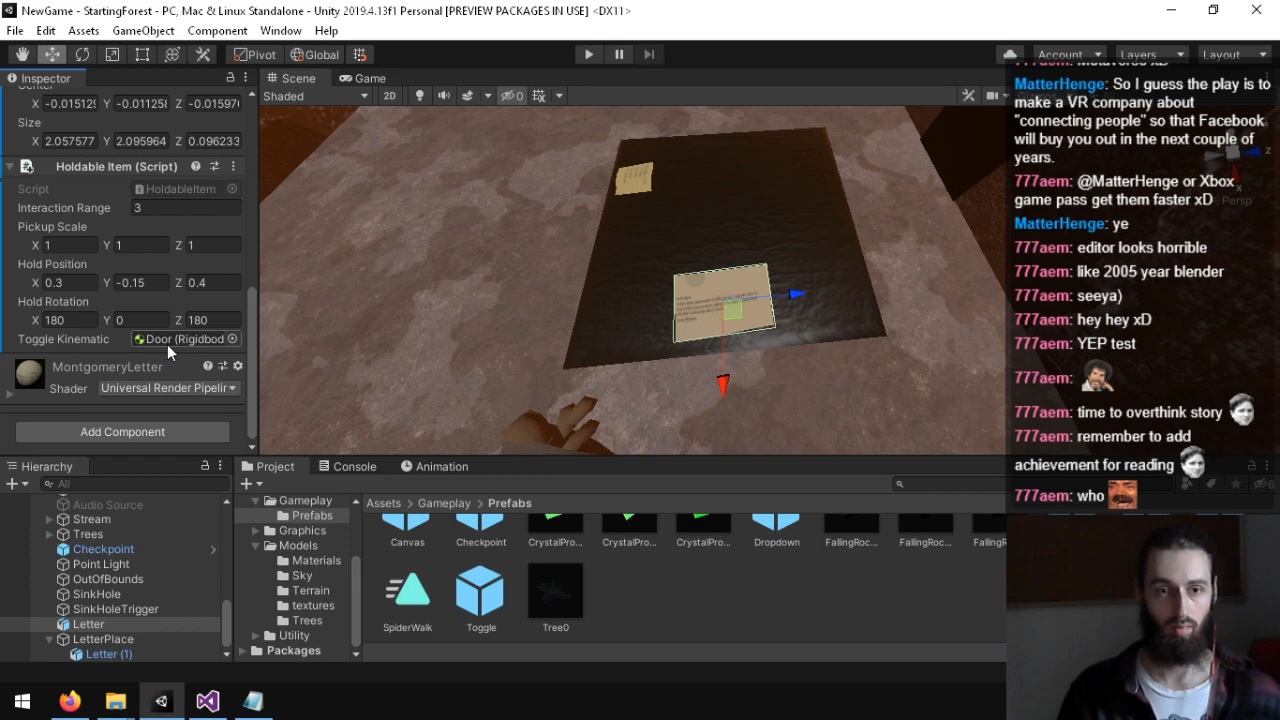 NewGame - StartingForest - PC, Mac & Linux Standalone - Unity 2019.4.13f1 Personal [PREVIEW PACKAGES IN USE] <DX11>
File Edit Assets GameObject Component Window Help
Pivot Global Account Layers Layout
Inspector Scene Game
Shaded 2D 0
Center
X -0.01512 Y -0.011258 Z -0.01597
Size
X 2.057577 Y 2.095964 Z 0.096233
Holdable Item (Script)
Script HoldableItem
Interaction Range 3
Pickup Scale
X 1 Y 1 Z 1
Hold Position
X 0.3 Y -0.15 Z 0.4
Hold Rotation
X 180 Y 0 Z 180
Toggle Kinematic Door (Rigidbod
MontgomeryLetter
Shader Universal Render Pipelir
Add Component
z
x
Persp
MatterHenge: So I guess the play is to
make a VR company about
"connecting people" so that Facebook
will buy you out in the next couple of
years.
777aem: @MatterHenge or Xbox
game pass get them faster xD
MatterHenge: ye
777aem: editor looks horrible
777aem: like 2005 year blender
777aem: seeya)
777aem: hey hey xD
777aem: YEP test
777aem:
777aem: time to overthink story
777aem: remember to add
achievement for reading
777aem: who
Hierarchy
All
Audio Source
Stream
Trees
Checkpoint
Point Light
OutOfBounds
SinkHole
SinkHoleTrigger
Letter
LetterPlace
Letter (1)
Project Console Animation
Gameplay
Prefabs
Graphics
Models
Materials
Sky
Terrain
textures
Trees
Utility
Packages
Assets Gameplay Prefabs
Canvas Checkpoint CrystalPro... CrystalPro... CrystalPro... Dropdown FallingRoc... FallingRoc... FallingRo
SpiderWalk Toggle Tree0